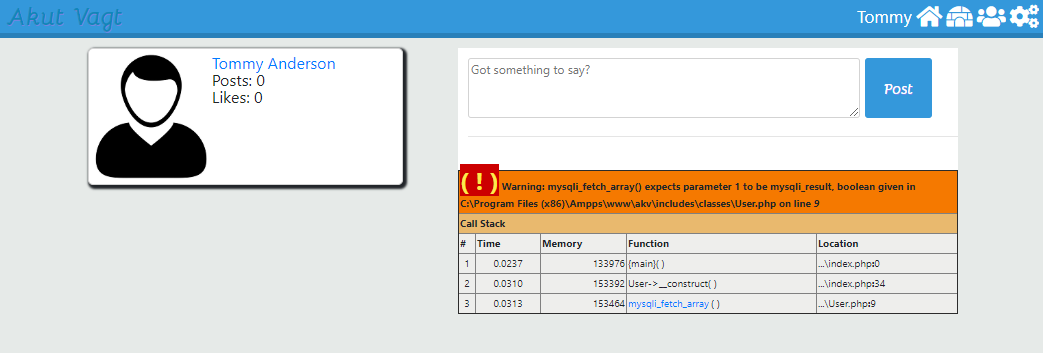 Akut Vagt
Tommy
Tommy Anderson
Posts: 0
Likes: 0
Got something to say?
Post
( ! ) Warning: mysqli_fetch_array() expects parameter 1 to be mysqli_result, boolean given in
C:\Program Files (x86)\Ampps\www\akv\includes\classes\User.php on line 9
Call Stack
# Time Memory Function Location
1 0.0237 133976 {main}( ) ...\index.php:0
2 0.0310 153392 User->__construct( ) ...\index.php:34
3 0.0313 153464 mysqli_fetch_array ( ) ...\User.php:9